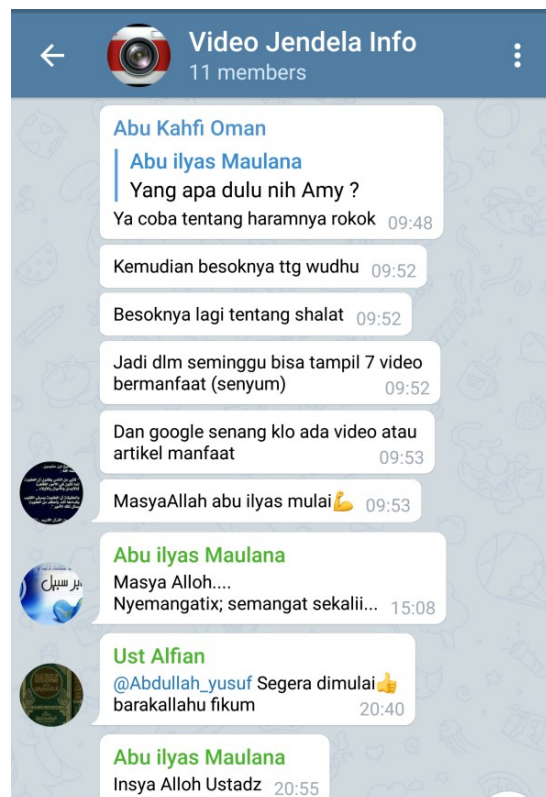 Video Jendela Info
11 members
Abu Kahfi Oman
Abu ilyas Maulana
Yang apa dulu nih Amy ?
Ya coba tentang haramnya rokok 09:48
Kemudian besoknya ttg wudhu 09:52
Besoknya lagi tentang shalat 09:52
Jadi dlm seminggu bisa tampil 7 video
bermanfaat (senyum) 09:52
Dan google senang klo ada video atau
artikel manfaat 09:53
MasyaAllah abu ilyas mulai💪 09:53
Abu ilyas Maulana
Masya Alloh....
Nyemangatix; semangat sekalii... 15:08
Ust Alfian
@Abdullah_yusuf Segera dimulai👍
barakallahu fikum 20:40
Abu ilyas Maulana
Insya Alloh Ustadz 20:55